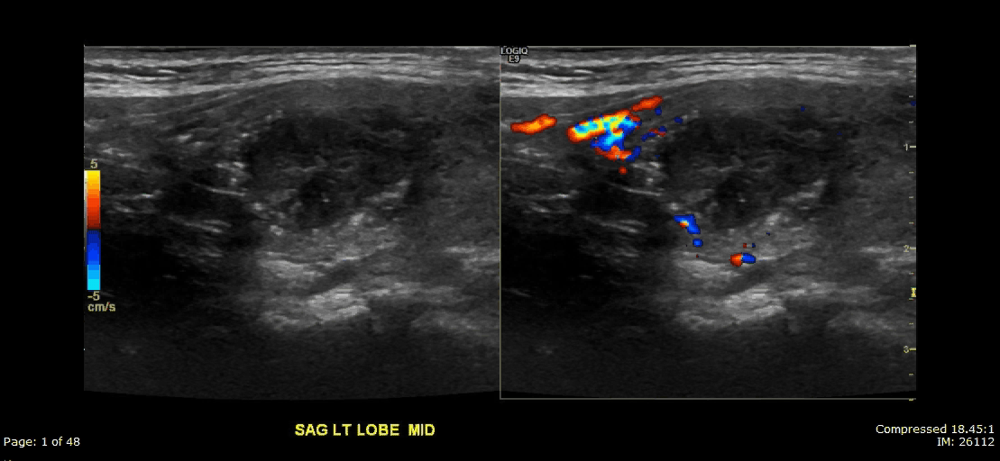 LOGIQ
E9
5
-5
cm/s
1
2
3
SAG LT LOBE MID
Page: 1 of 48
Compressed 18.45:1
IM: 26112